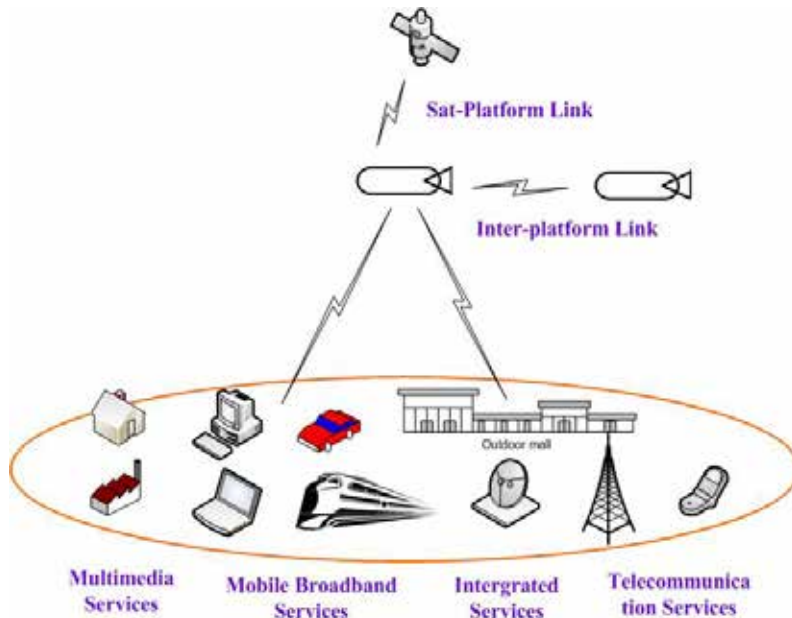 Sat-Platform Link
Inter-platform Link
Outdoor mall
Multimedia
Services
Mobile Broadband
Services
Intergrated
Services
Telecommunica
tion Services